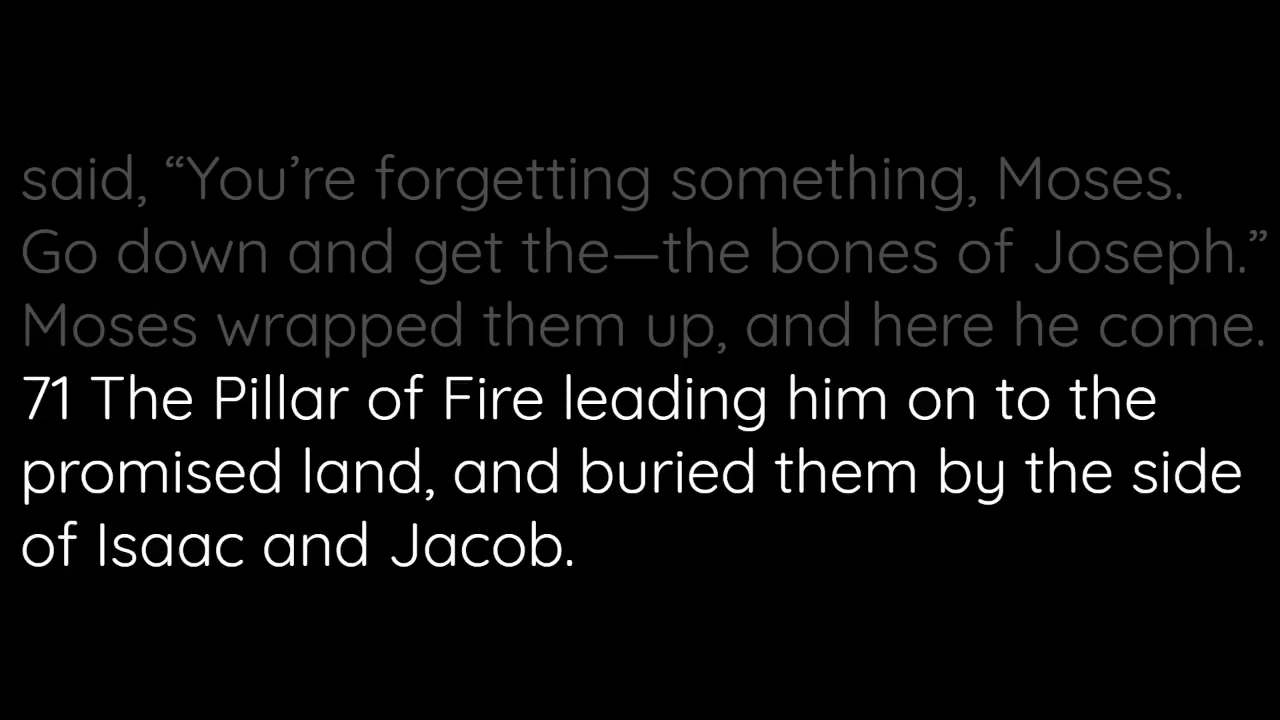 said, “You’re forgetting something, Moses.
Go down and get the—the bones of Joseph.”
Moses wrapped them up, and here he come.
71 The Pillar of Fire leading him on to the
promised land, and buried them by the side
of Isaac and Jacob.